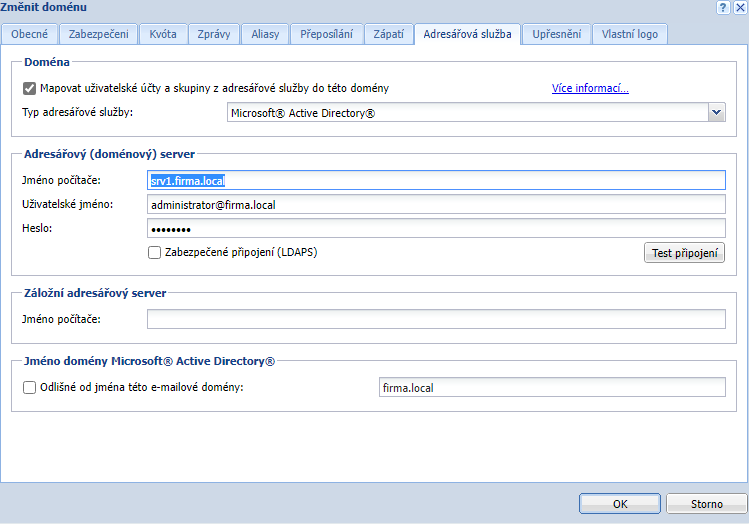 Změnit doménu
Obecné Zabezpečeni Kvóta Zprávy Aliasy Přeposílání Zápatí Adresářová služba Upřesnění Vlastní logo
Doména
Mapovat uživatelské účty a skupiny z adresářové služby do této domény Více informací...
Typ adresářové služby: Microsoft® Active Directory®
Adresářový (doménový) server
Jméno počítače: srv1.firma.local
Uživatelské jméno: administrator@firma.local
Heslo: ••••••••
Zabezpečené připojení (LDAPS) Test připojení
Záložní adresářový server
Jméno počítače:
Jméno domény Microsoft® Active Directory®
Odlišné od jména této e-mailové domény: firma.local
OK Storno